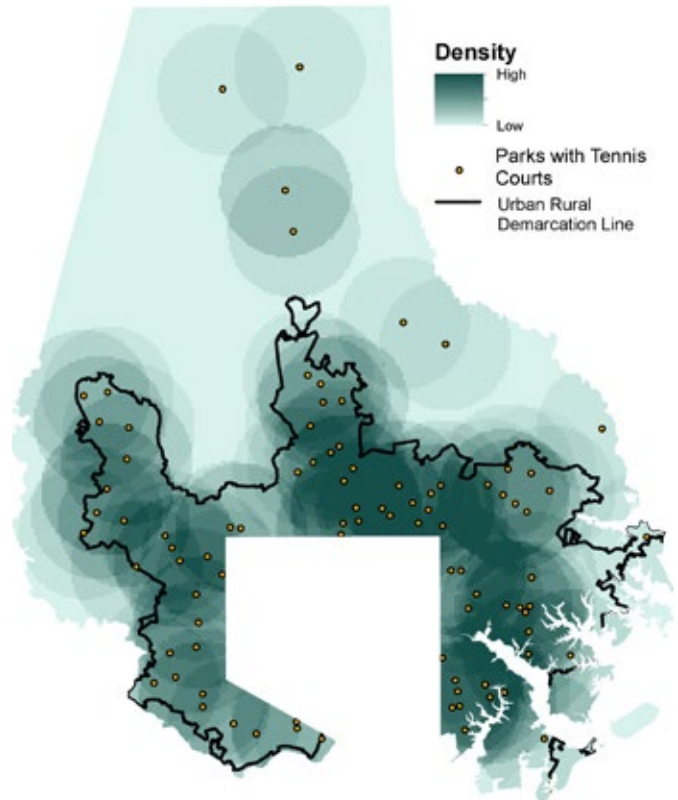 Density
High
Low
Parks with Tennis
Courts
Urban Rural
Demarcation Line